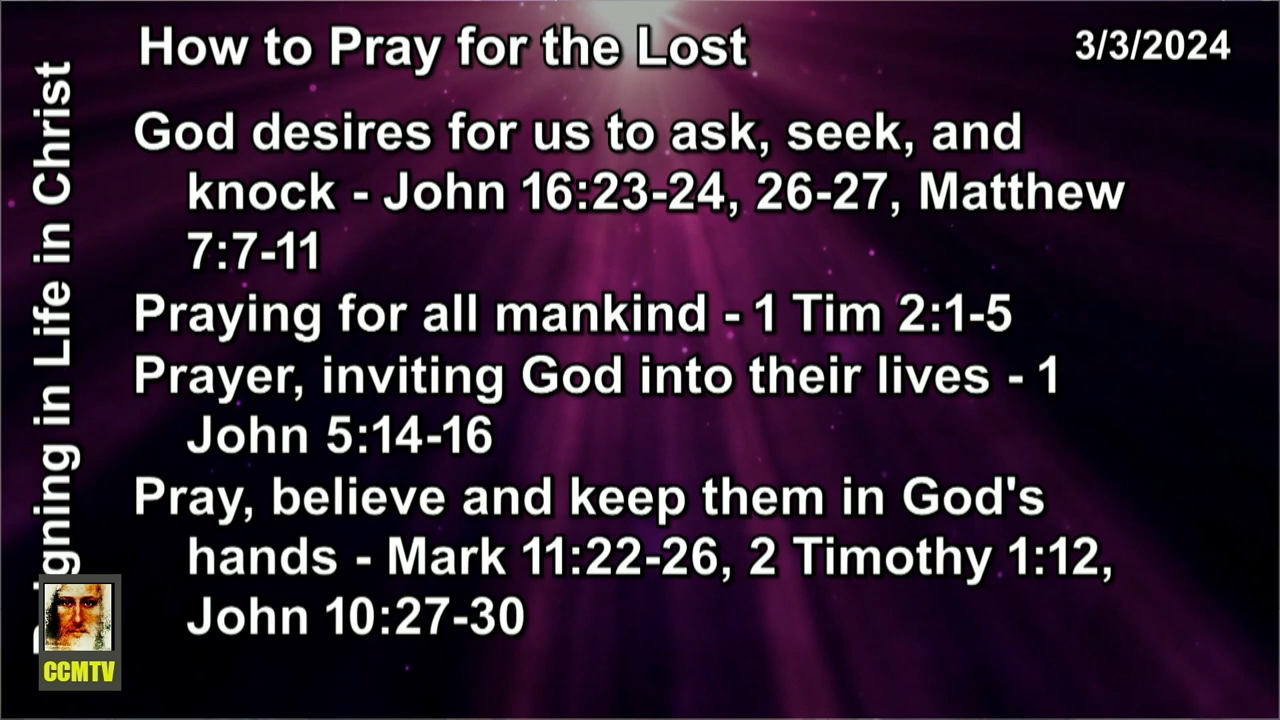 How to Pray for the Lost
3/3/2024
God desires for us to ask, seek, and
knock - John 16:23-24, 26-27, Matthew
7:7-11
Praying for all mankind - 1 Tim 2:1-5
Prayer, inviting God into their lives - 1
John 5:14-16
Pray, believe and keep them in God's
hands - Mark 11:22-26, 2 Timothy 1:12,
John 10:27-30
in Life in Christ
CCMTV